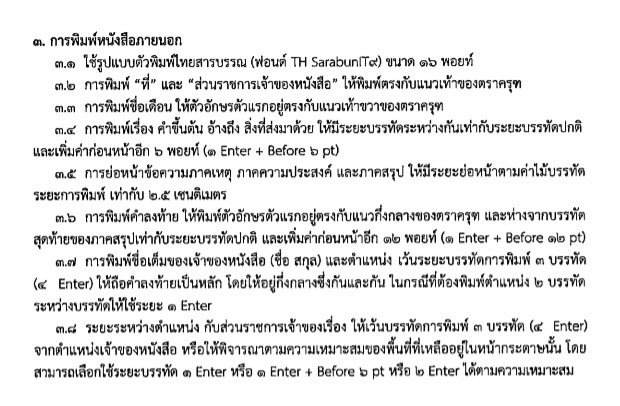 ๓. การพิมพ์หนังสือภายนอก
๓.๑ ใช้รูปแบบตัวพิมพ์ไทยสารบรรณ (ฟอนต์ TH SarabunIT๙) ขนาด ๑๖ พอยท์
๓.๒ การพิมพ์ “ที่” และ “ส่วนราชการเจ้าของหนังสือ” ให้พิมพ์ตรงกับแนวเท้าของตราครุฑ
๓.๓ การพิมพ์ชื่อเดือน ให้ตัวอักษรตัวแรกอยู่ตรงกับแนวเท้าขวาของตราครุฑ
๓.๔ การพิมพ์เรื่อง คำขึ้นต้น อ้างถึง สิ่งที่ส่งมาด้วย ให้มีระยะบรรทัดระหว่างกันเท่ากับระยะบรรทัดปกติ
และเพิ่มค่าก่อนหน้าอีก ๖ พอยท์ (๑ Enter + Before ๖ pt)
๓.๕ การย่อหน้าข้อความภาคเหตุ ภาคความประสงค์ และภาคสรุป ให้มีระยะย่อหน้าตามค่าไม้บรรทัด
ระยะการพิมพ์ เท่ากับ ๒.๕ เซนติเมตร
๓.๖ การพิมพ์คำลงท้าย ให้พิมพ์ตัวอักษรตัวแรกอยู่ตรงกับแนวกึ่งกลางของตราครุฑ และห่างจากบรรทัด
สุดท้ายของภาคสรุปเท่ากับระยะบรรทัดปกติ และเพิ่มค่าก่อนหน้าอีก ๑๒ พอยท์ (๑ Enter + Before ๑๒ pt)
๓.๗ การพิมพ์ชื่อเต็มของเจ้าของหนังสือ (ชื่อ สกุล) และตำแหน่ง เว้นระยะบรรทัดการพิมพ์ ๓ บรรทัด
(๔ Enter) ให้ถือคำลงท้ายเป็นหลัก โดยให้อยู่กึ่งกลางซึ่งกันและกัน ในกรณีที่ต้องพิมพ์ตำแหน่ง ๒ บรรทัด
ระหว่างบรรทัดให้ใช้ระยะ ๑ Enter
๓.๘ ระยะระหว่างตำแหน่ง กับส่วนราชการเจ้าของเรื่อง ให้เว้นบรรทัดการพิมพ์ ๓ บรรทัด (๔ Enter)
จากตำแหน่งเจ้าของหนังสือ หรือให้พิจารณาตามความเหมาะสมของพื้นที่ที่เหลืออยู่ในหน้ากระดาษนั้น โดย
สามารถเลือกใช้ระยะบรรทัด ๑ Enter หรือ ๑ Enter + Before ๖ pt หรือ ๒ Enter ได้ตามความเหมาะสม